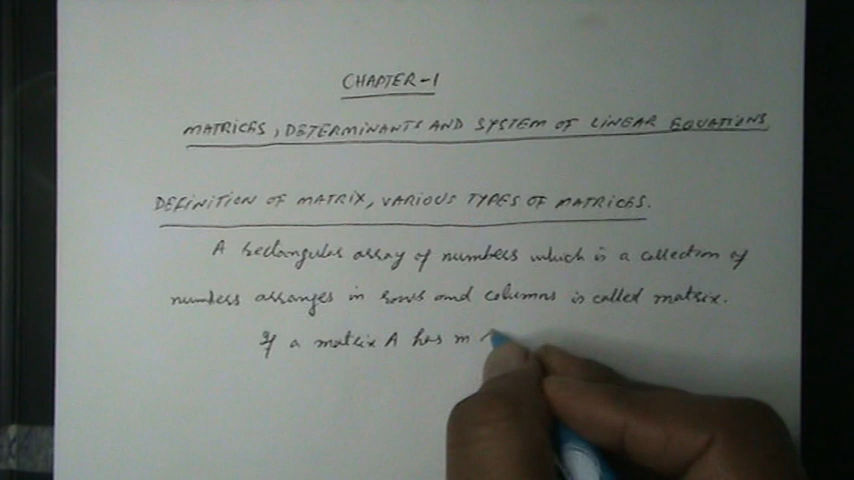 CHAPTER-1
MATRICES, DETERMINANTS AND SYSTEM OF LINEAR EQUATIONS
DEFINITION OF MATRIX, VARIOUS TYPES OF MATRICES.
A rectangular array of numbers which is a collection of
numbers arranges in rows and columns is called matrix.
If a matrix A has m